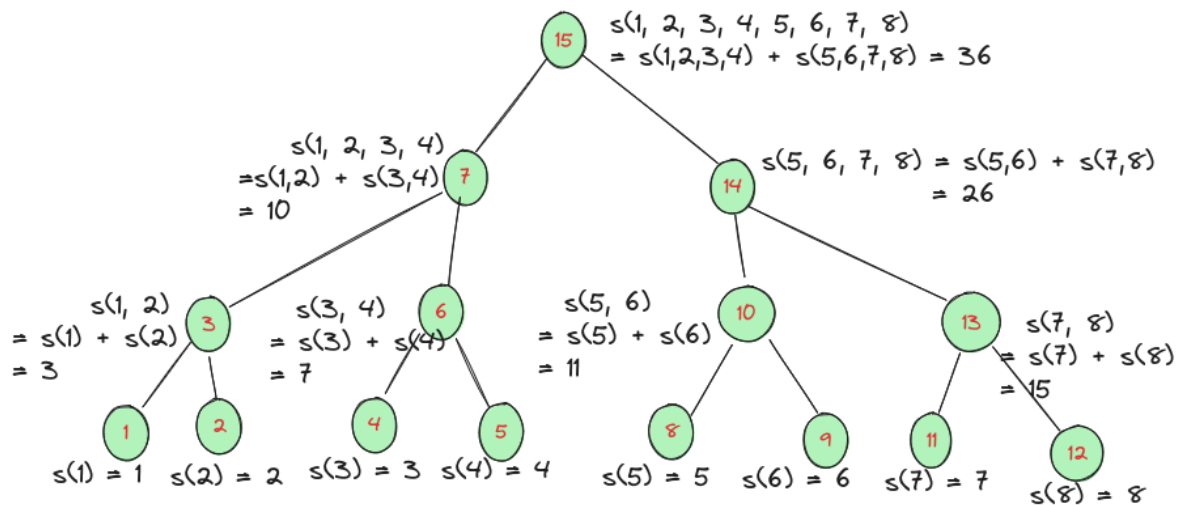 15
s(1, 2, 3, 4, 5, 6, 7, 8)
= s(1,2,3,4) + s(5,6,7,8) = 36
s(1, 2, 3, 4)
=s(1,2) + s(3,4)
= 10
7
14
s(5, 6, 7, 8) = s(5,6) + s(7,8)
= 26
s(1, 2)
= s(1) + s(2)
= 3
3
s(3, 4)
= s(3) + s(4)
= 7
6
s(5, 6)
= s(5) + s(6)
= 11
10
13
s(7, 8)
= s(7) + s(8)
= 15
1
2
4
5
8
9
11
12
s(1) = 1
s(2) = 2
s(3) = 3
s(4) = 4
s(5) = 5
s(6) = 6
s(7) = 7
s(8) = 8